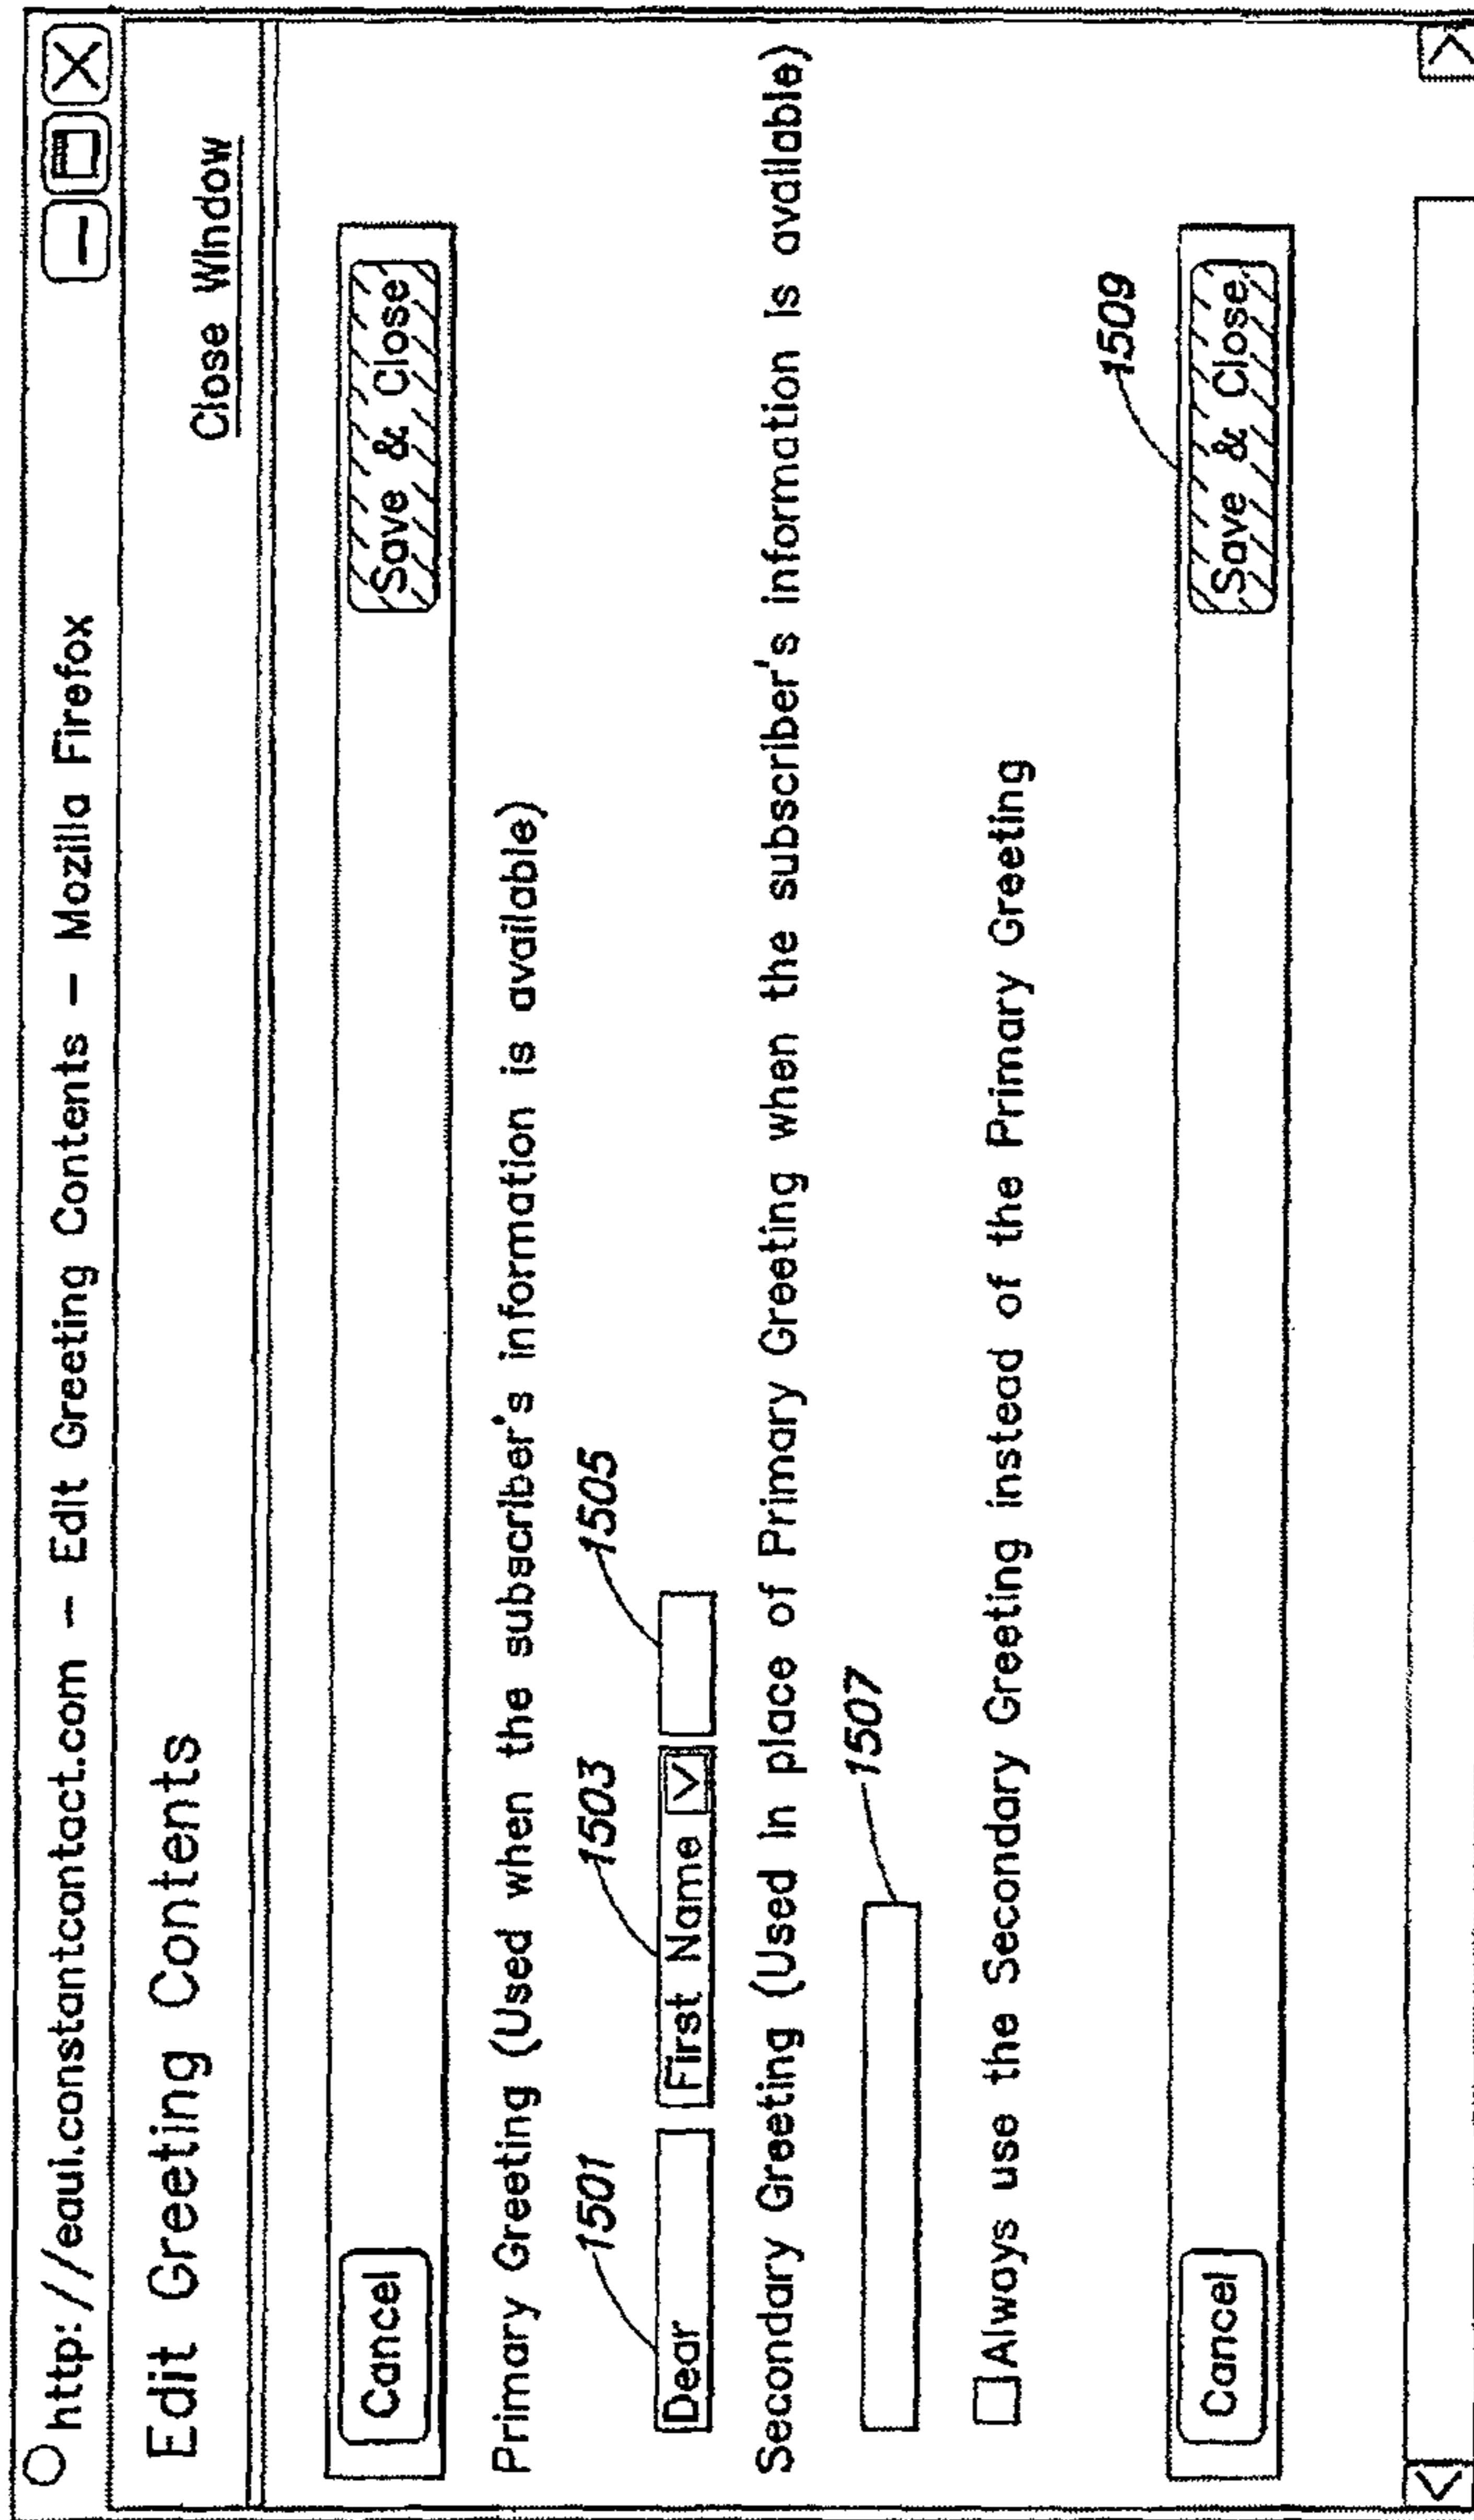 http://eaui.constantcontact.com – Edit Greeting Contents – Mozilla Firefox
Edit Greeting Contents
Close Window
Cancel Save & Close
Primary Greeting (Used when the subscriber's information is available)
1501 1503 1505
Dear First Name
Secondary Greeting (Used in place of Primary Greeting when the subscriber's information is available)
1507
Always use the Secondary Greeting instead of the Primary Greeting
1509
Cancel Save & Close